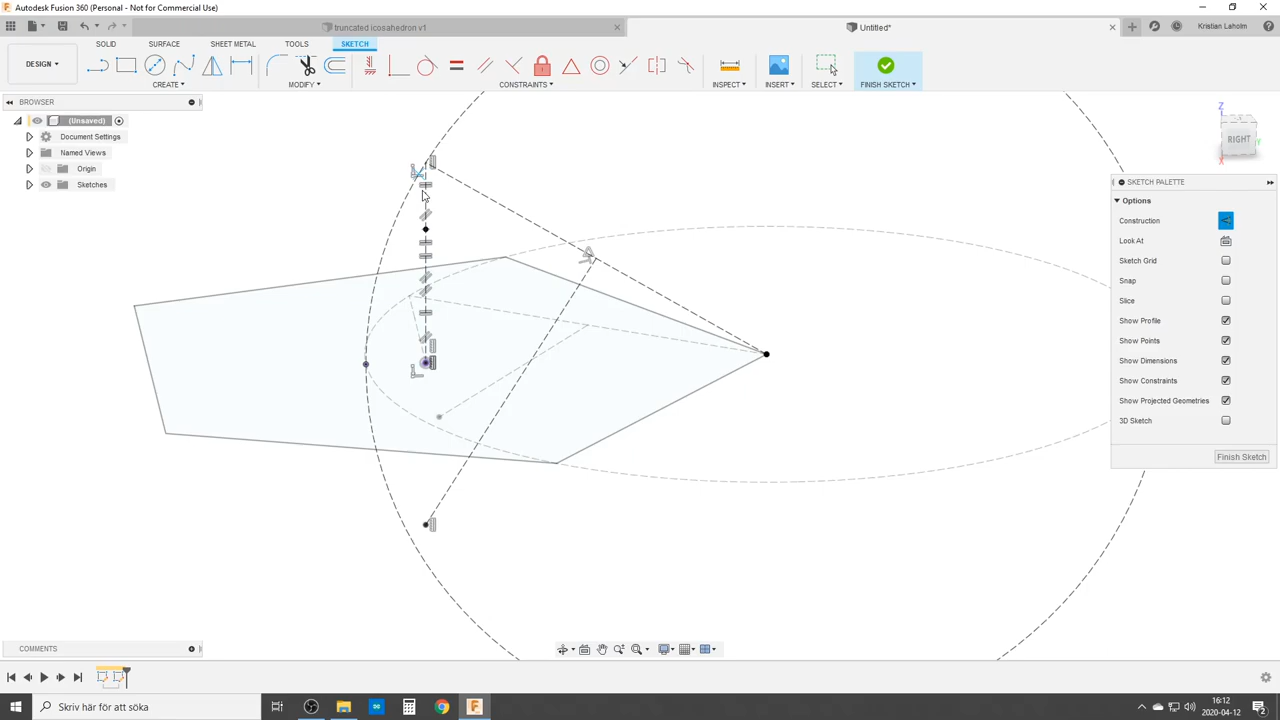 Autodesk Fusion 360 (Personal - Not for Commercial Use)
truncated icosahedron v1
Untitled*
Kristian Laholm
SOLID SURFACE SHEET METAL TOOLS SKETCH
DESIGN
CREATE MODIFY CONSTRAINTS INSPECT INSERT SELECT FINISH SKETCH
BROWSER
(Unsaved)
Document Settings
Named Views
Origin
Sketches
Z
RIGHT
Y
X
SKETCH PALETTE
Options
Construction
Look At
Sketch Grid
Snap
Slice
Show Profile
Show Points
Show Dimensions
Show Constraints
Show Projected Geometries
3D Sketch
Finish Sketch
COMMENTS
Skriv här för att söka
16:12
2020-04-12
2